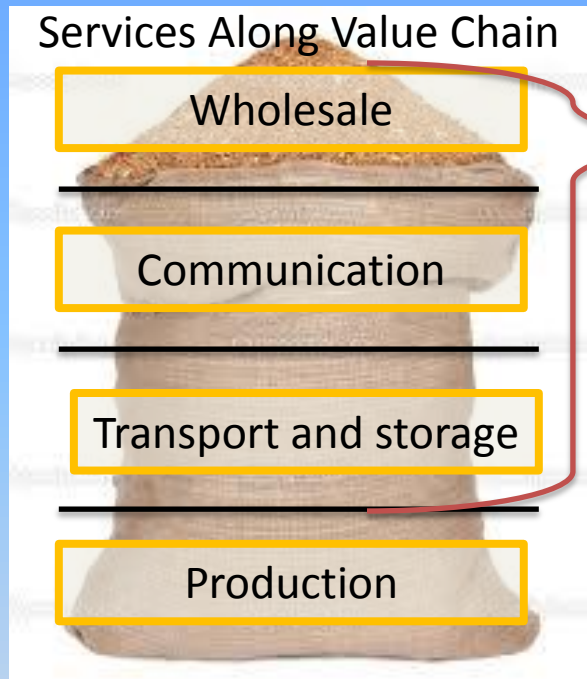 Services Along Value Chain
Wholesale
Communication
Transport and storage
Production